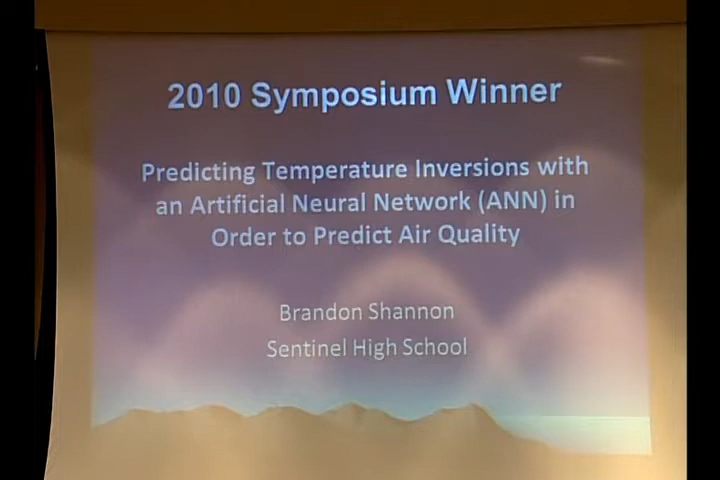 2010 Symposium Winner
Predicting Temperature Inversions with
an Artificial Neural Network (ANN) in
Order to Predict Air Quality
Brandon Shannon
Sentinel High School